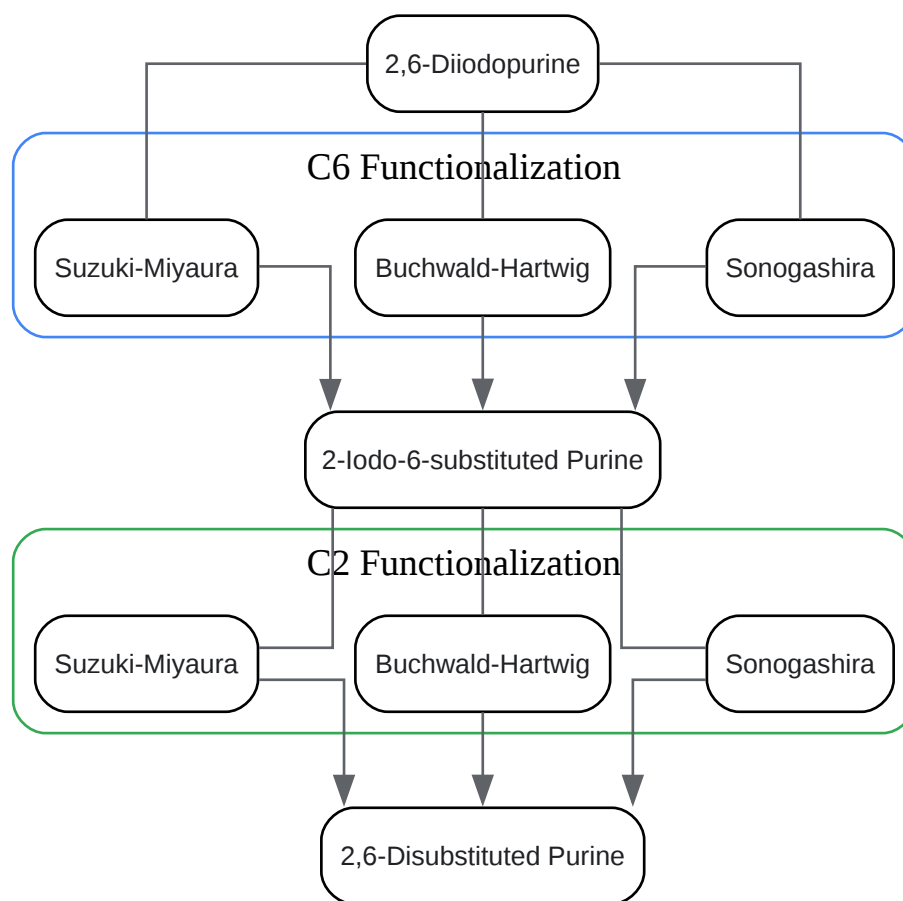 2,6-Diiodopurine
C6 Functionalization
Suzuki-Miyaura
Buchwald-Hartwig
Sonogashira
2-Iodo-6-substituted Purine
C2 Functionalization
Suzuki-Miyaura
Buchwald-Hartwig
Sonogashira
2,6-Disubstituted Purine